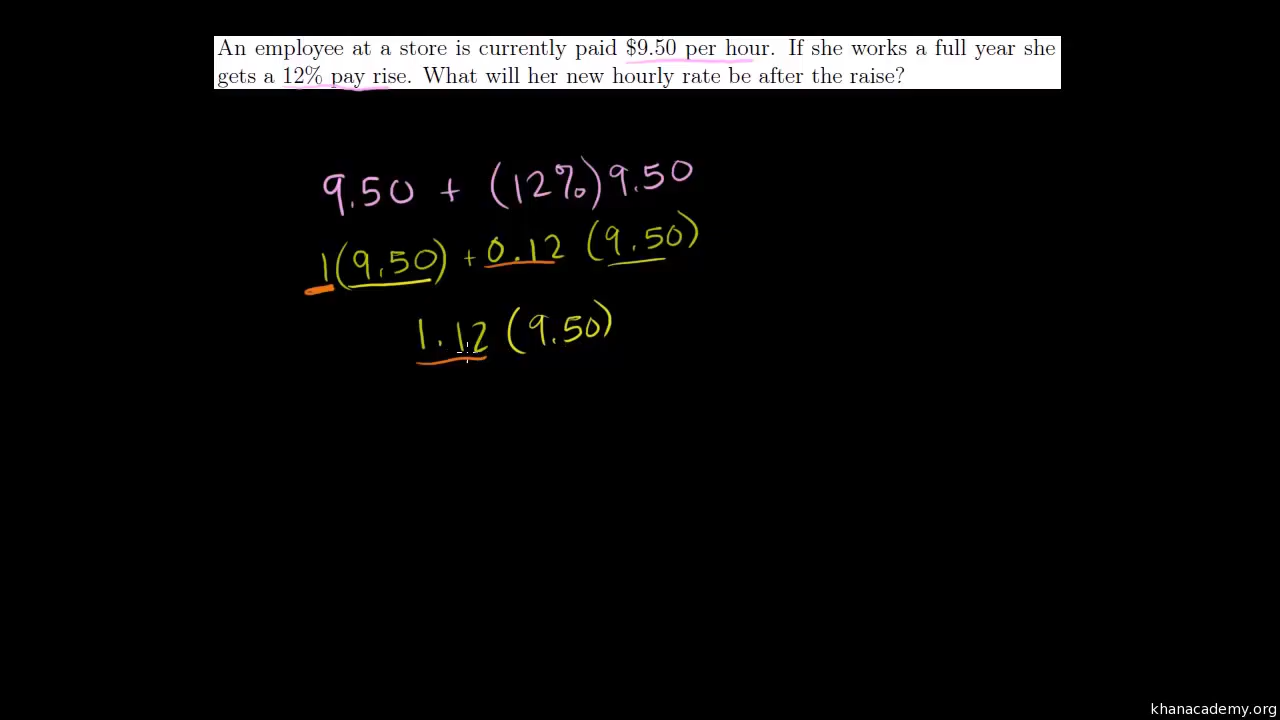 An employee at a store is currently paid $9.50 per hour. If she works a full year she
gets a 12% pay rise. What will her new hourly rate be after the raise?
9.50 + (12%) 9.50
1(9.50) + 0.12 (9.50)
1.12 (9.50)
khanacademy.org